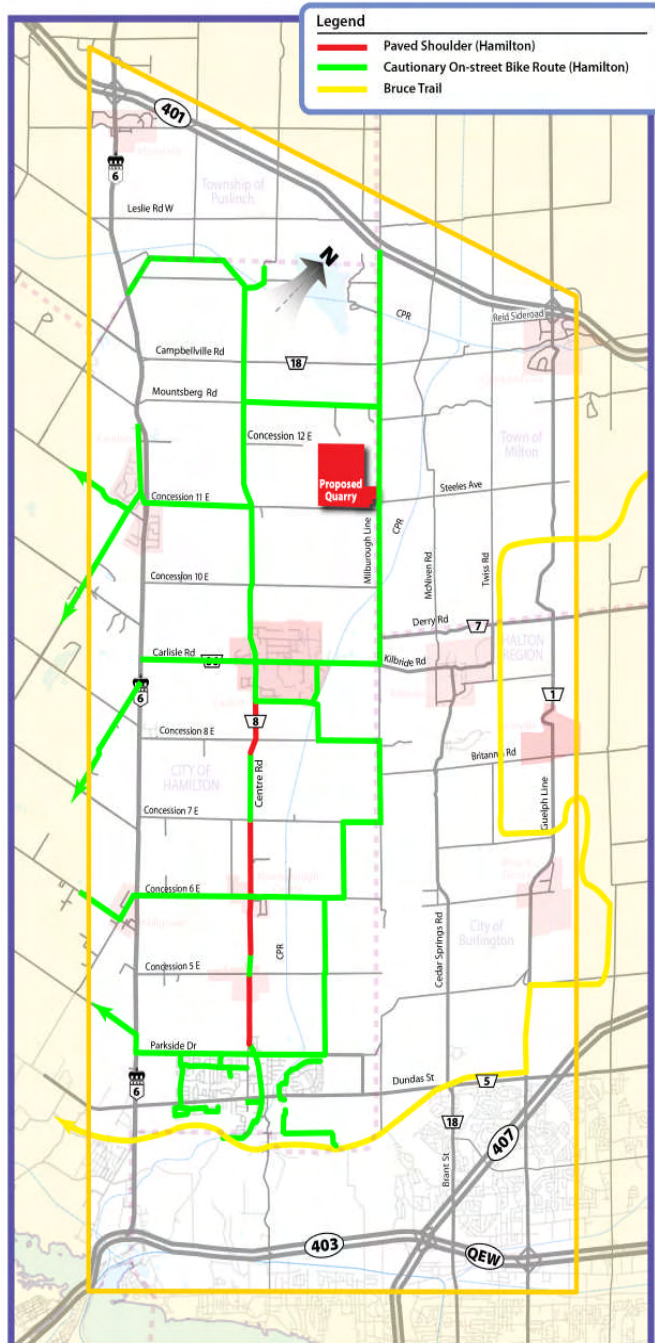 Legend
Paved Shoulder (Hamilton)
Cautionary On-street Bike Route (Hamilton)
Bruce Trail
401
6
Township of
Puslinch
Leslie Rd W
N
CPR
Reid Sideroad
Campbellville Rd
18
Mountsberg Rd
Concession 12 E
Town of
Milton
Proposed
Quarry
Steeles Ave
Concession 11 E
CPR
Milburough Line
McNiven Rd
Twiss Rd
Concession 10 E
Derry Rd
7
HALTON
REGION
Carlisle Rd
Kilbride Rd
6
1
8
Concession 8 E
Britannia Rd
CITY OF
HAMILTON
Centre Rd
Guelph Line
Concession 7 E
Concession 6 E
Cedar Springs Rd
City of
Burlington
CPR
Concession 5 E
Parkside Dr
6
Dundas St
5
18
407
Brant St
403
QEW